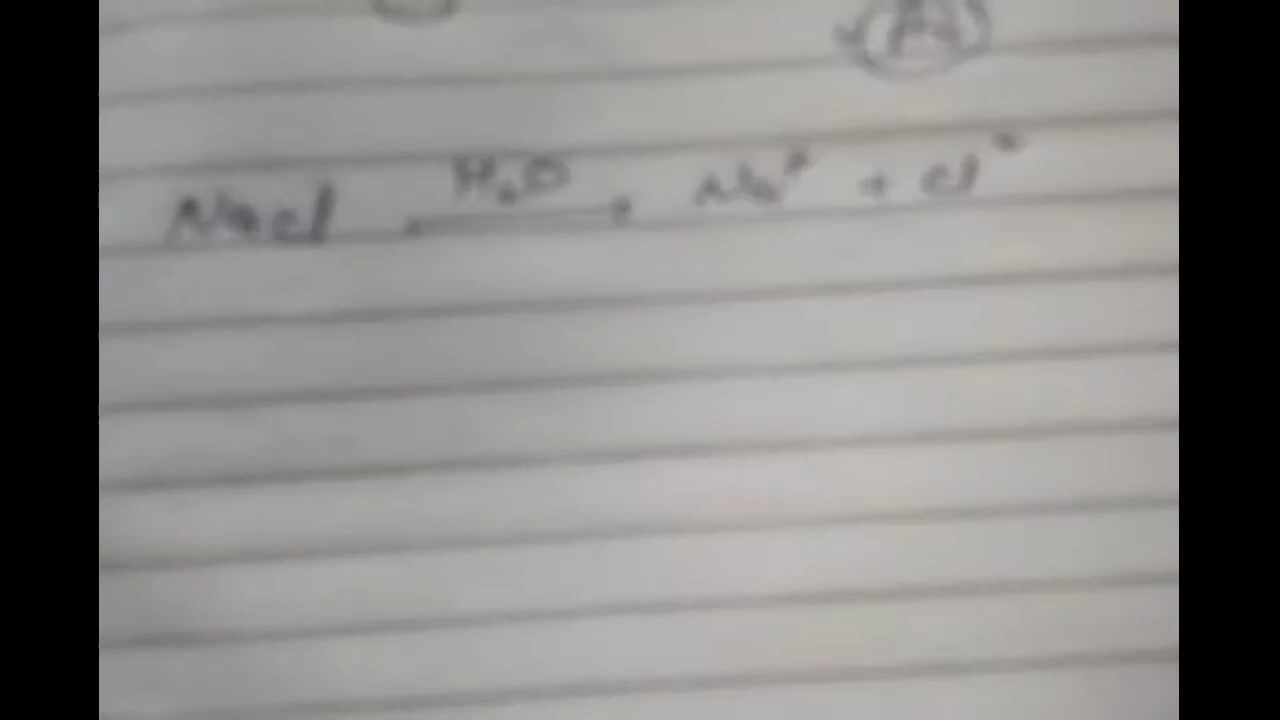 Nacl H₂O → Na⁺ + cl⁻